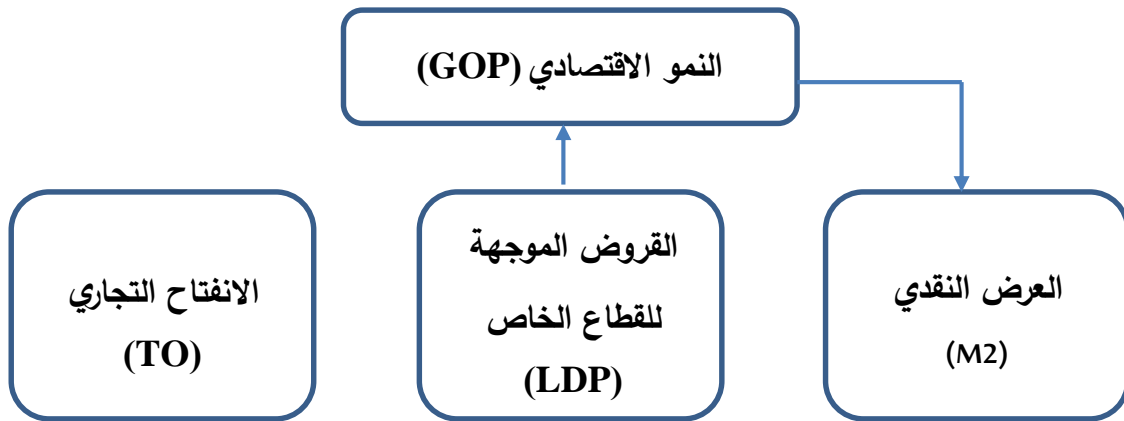 النمو الاقتصادي (GOP)
العرض النقدي
(M2)
القروض الموجهة
للقطاع الخاص
(LDP)
الانفتاح التجاري
(TO)